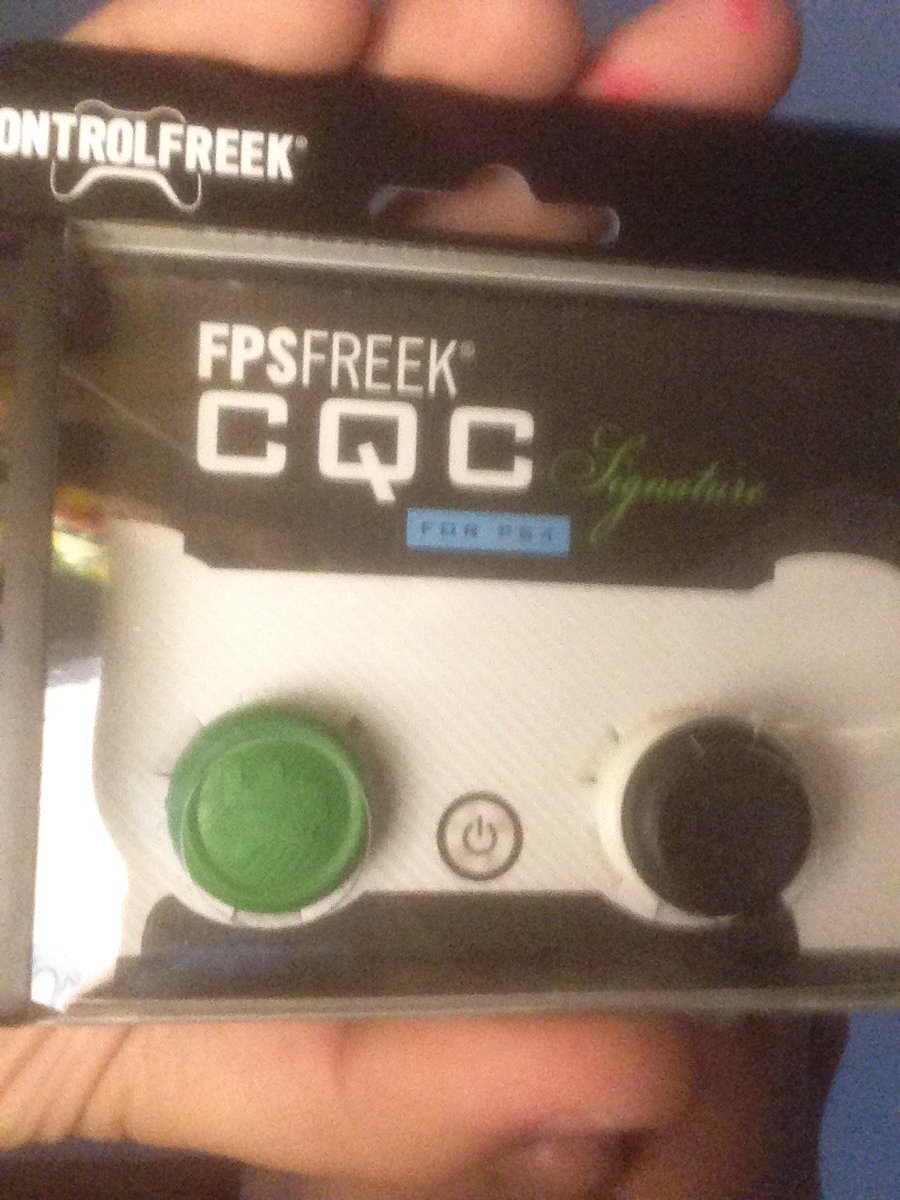 ONTROLFREEK®
FPSFREEK®
CQC Signature
FOR PS4